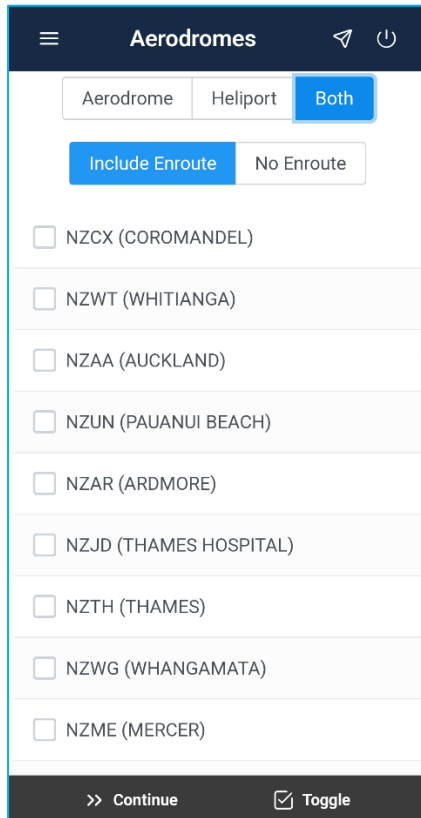 Aerodromes
Aerodrome Heliport Both
Include Enroute No Enroute
NZCX (COROMANDEL)
NZWT (WHITIANGA)
NZAA (AUCKLAND)
NZUN (PAUANUI BEACH)
NZAR (ARDMORE)
NZJD (THAMES HOSPITAL)
NZTH (THAMES)
NZWG (WHANGAMATA)
NZME (MERCER)
Continue Toggle